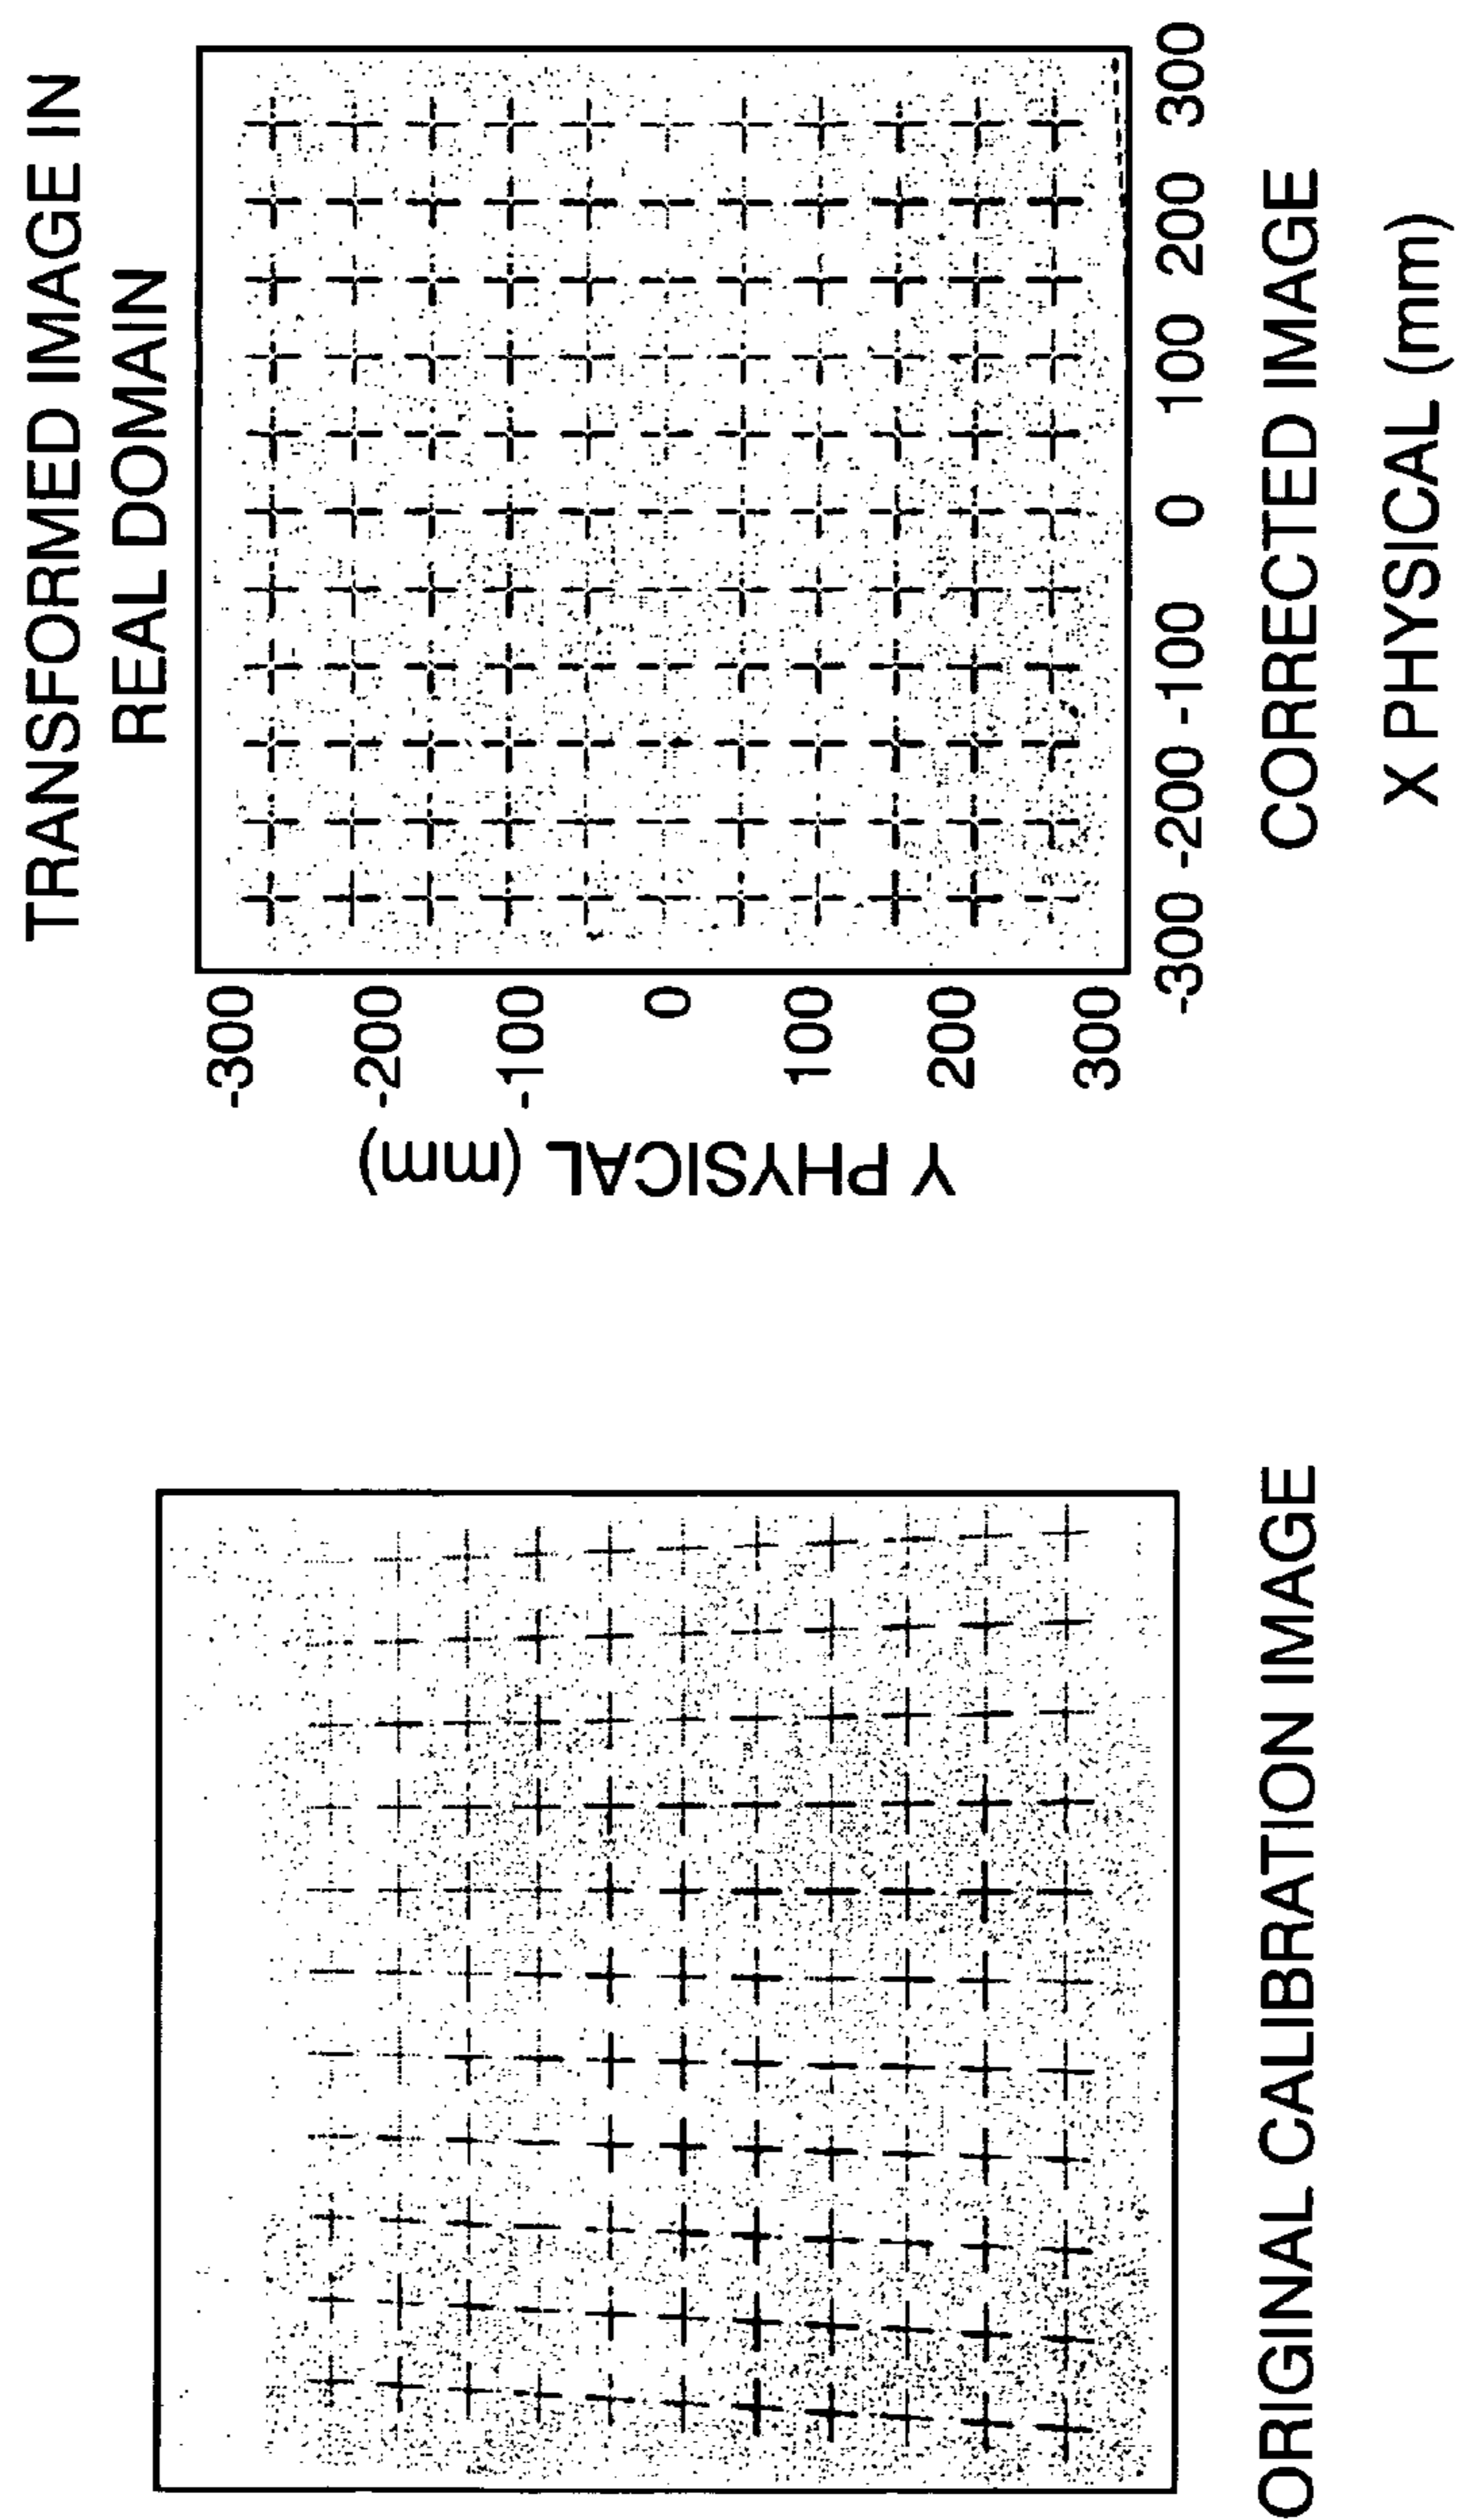 ORIGINAL CALIBRATION IMAGE
TRANSFORMED IMAGE IN
REAL DOMAIN
Y PHYSICAL (mm)
-300
-200
-100
0
100
200
300
-300 -200 -100 0 100 200 300
CORRECTED IMAGE
X PHYSICAL (mm)